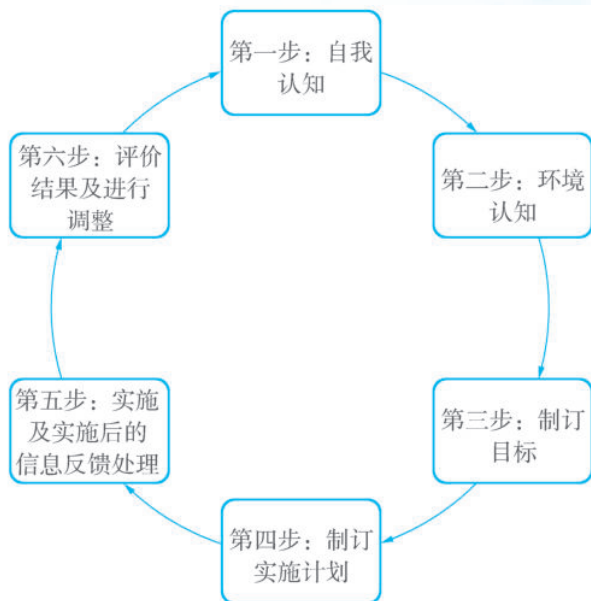 第一步：自我
认知
第二步：环境
认知
第三步：制订
目标
第四步：制订
实施计划
第五步：实施
及实施后的
信息反馈处理
第六步：评价
结果及进行
调整